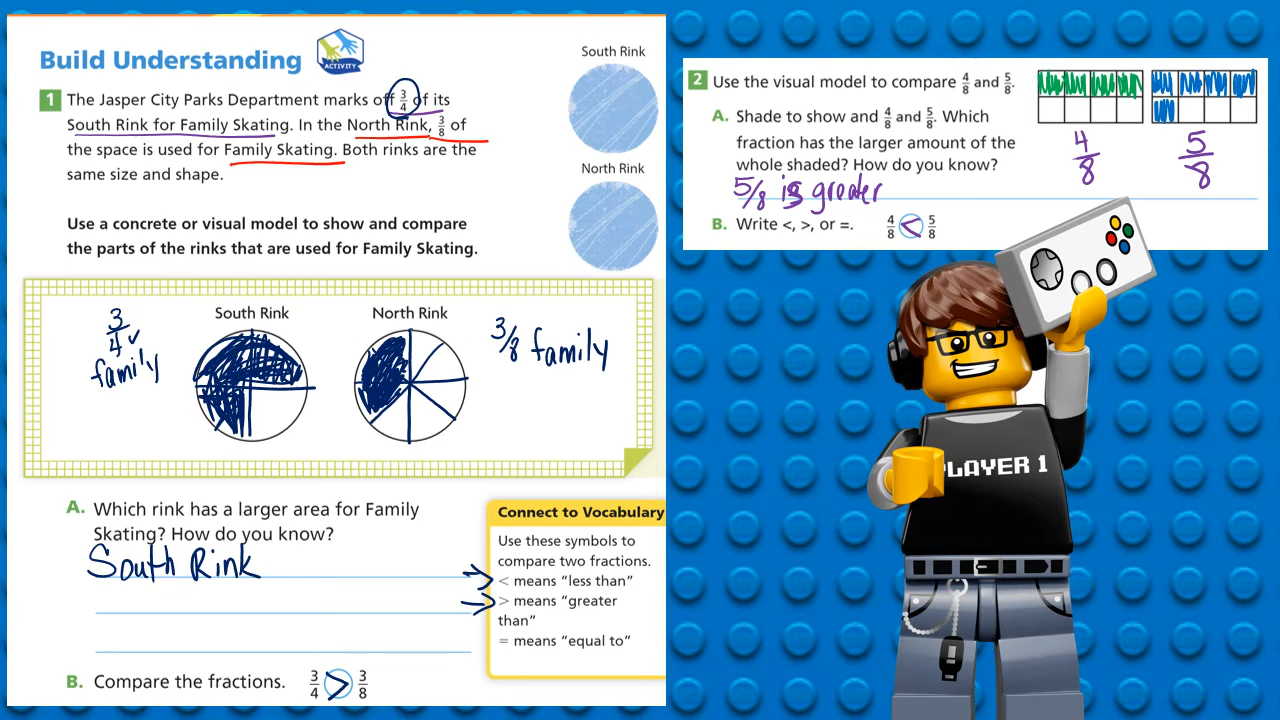 Build Understanding
ACTIVITY
South Rink
1 The Jasper City Parks Department marks off 3/4 of its
South Rink for Family Skating. In the North Rink, 3/8 of
the space is used for Family Skating. Both rinks are the
same size and shape.
North Rink
Use a concrete or visual model to show and compare
the parts of the rinks that are used for Family Skating.
South Rink
North Rink
3/4 family
3/8 family
A. Which rink has a larger area for Family
Skating? How do you know?
South Rink
B. Compare the fractions. 3/4 > 3/8
Connect to Vocabulary
Use these symbols to
compare two fractions.
< means “less than”
> means “greater
than”
= means “equal to”
2 Use the visual model to compare 4/8 and 5/8.
A. Shade to show and 4/8 and 5/8. Which
fraction has the larger amount of the
whole shaded? How do you know?
5/8 is greater
4/8
5/8
B. Write <, >, or =. 4/8 < 5/8
PLAYER 1